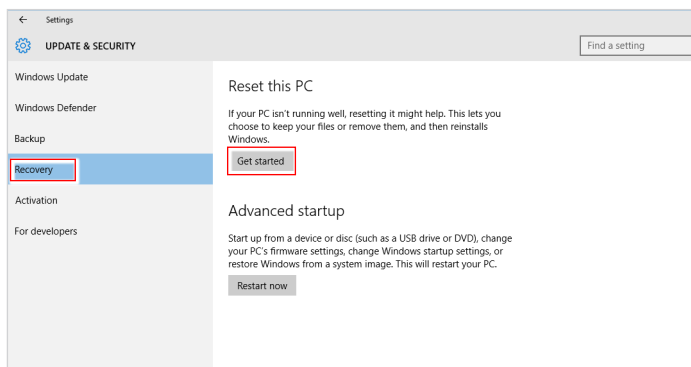 Settings
UPDATE & SECURITY
Find a setting
Windows Update
Windows Defender
Backup
Recovery
Activation
For developers
Reset this PC
If your PC isn't running well, resetting it might help. This lets you
choose to keep your files or remove them, and then reinstalls
Windows.
Get started
Advanced startup
Start up from a device or disc (such as a USB drive or DVD), change
your PC's firmware settings, change Windows startup settings, or
restore Windows from a system image. This will restart your PC.
Restart now